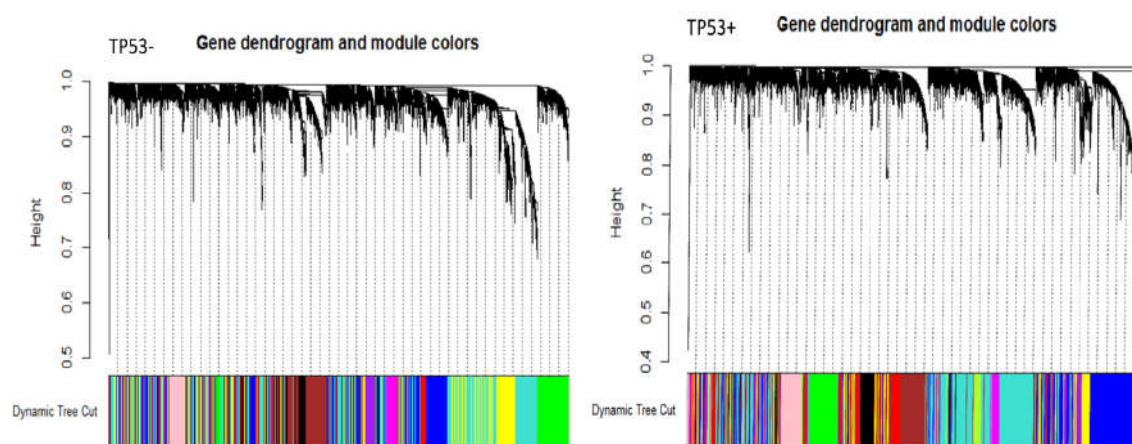 TP53-
Gene dendrogram and module colors
Height
1.0
0.9
0.8
0.7
0.6
0.5
Dynamic Tree Cut
TP53+
Gene dendrogram and module colors
Height
1.0
0.9
0.8
0.7
0.6
0.5
0.4
Dynamic Tree Cut